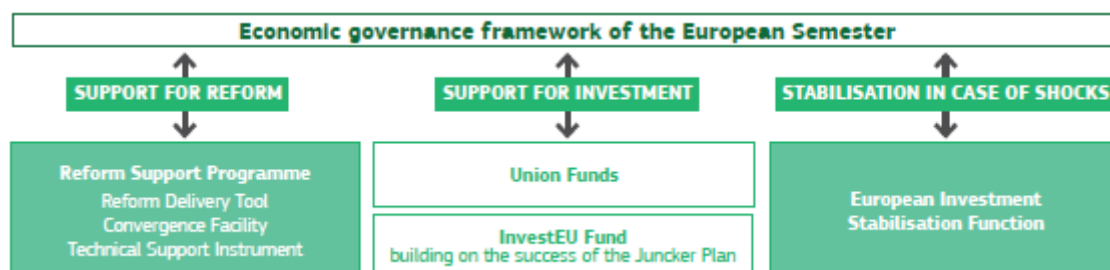 Economic governance framework of the European Semester
SUPPORT FOR REFORM
SUPPORT FOR INVESTMENT
STABILISATION IN CASE OF SHOCKS
Reform Support Programme
Reform Delivery Tool
Convergence Facility
Technical Support Instrument
Union Funds
InvestEU Fund
building on the success of the Juncker Plan
European Investment
Stabilisation Function